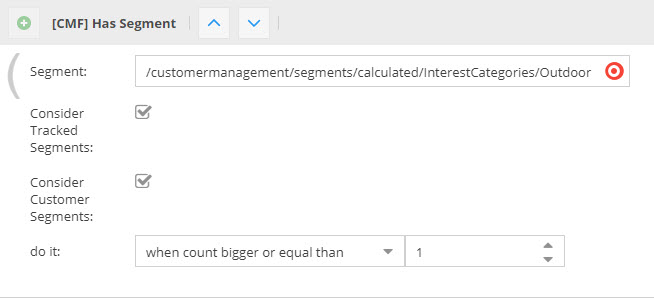 [CMF] Has Segment
Segment: /customermanagement/segments/calculated/InterestCategories/Outdoor
Consider
Tracked
Segments:
Consider
Customer
Segments:
do it: when count bigger or equal than 1